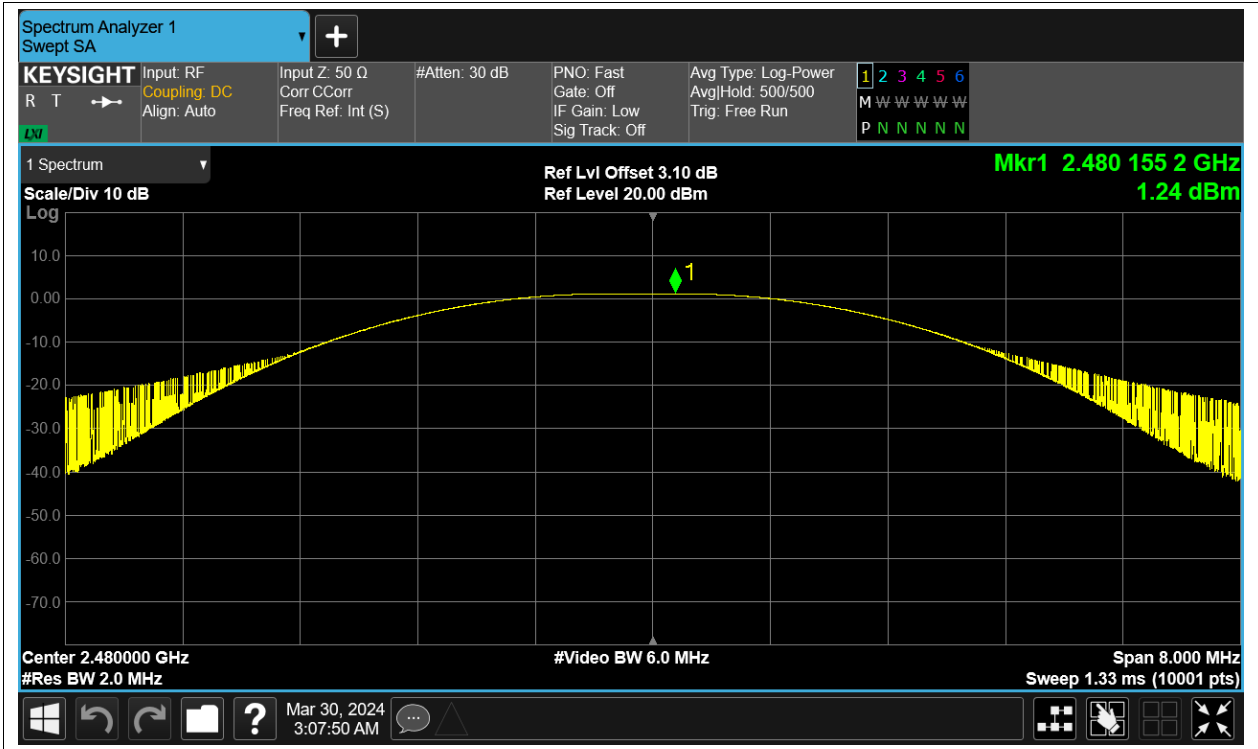 Spectrum Analyzer 1
Swept SA
KEYSIGHT
R T
LXI
Input: RF
Coupling: DC
Align: Auto
Input Z: 50 Ω
Corr CCorr
Freq Ref: Int (S)
#Atten: 30 dB
PNO: Fast
Gate: Off
IF Gain: Low
Sig Track: Off
Avg Type: Log-Power
Avg|Hold: 500/500
Trig: Free Run
1 2 3 4 5 6
M W W W W W
P N N N N N
1 Spectrum
Scale/Div 10 dB
Log
Ref Lvl Offset 3.10 dB
Ref Level 20.00 dBm
Mkr1 2.480 155 2 GHz
1.24 dBm
1
10.0
0.00
-10.0
-20.0
-30.0
-40.0
-50.0
-60.0
-70.0
Center 2.480000 GHz
#Res BW 2.0 MHz
#Video BW 6.0 MHz
Span 8.000 MHz
Sweep 1.33 ms (10001 pts)
?
Mar 30, 2024
3:07:50 AM